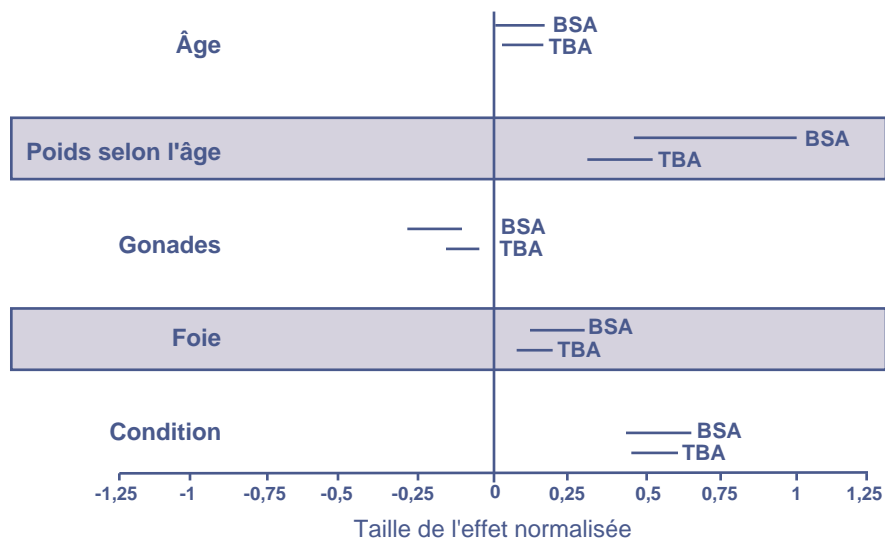 Âge
BSA
TBA
Poids selon l'âge
BSA
TBA
Gonades
BSA
TBA
Foie
BSA
TBA
Condition
BSA
TBA
-1,25 -1 -0,75 -0,5 -0,25 0 0,25 0,5 0,75 1 1,25
Taille de l'effet normalisée